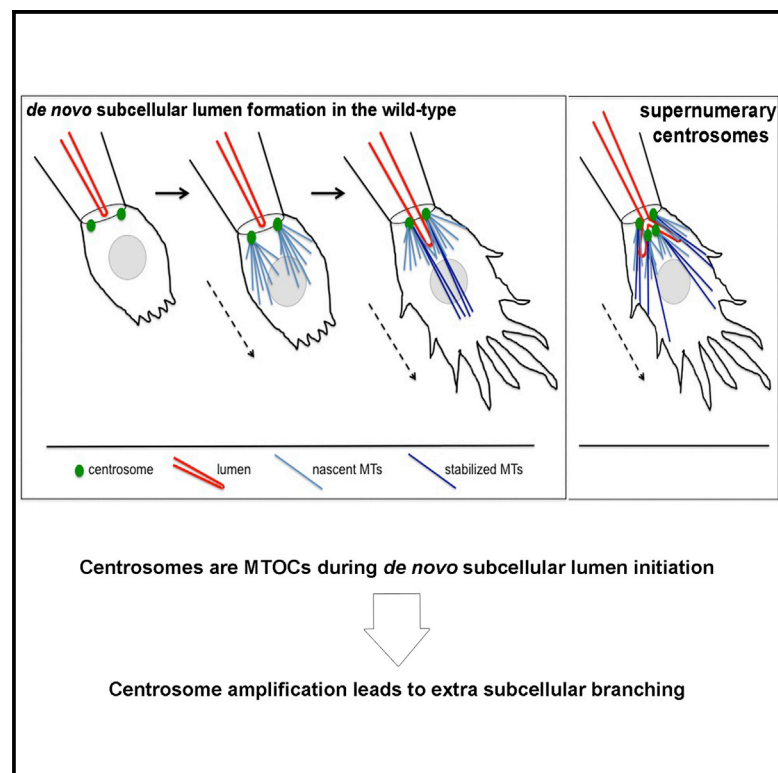 de novo subcellular lumen formation in the wild-type
supernumerary
centrosomes
centrosome
lumen
nascent MTs
stabilized MTs
Centrosomes are MTOCs during de novo subcellular lumen initiation
Centrosome amplification leads to extra subcellular branching